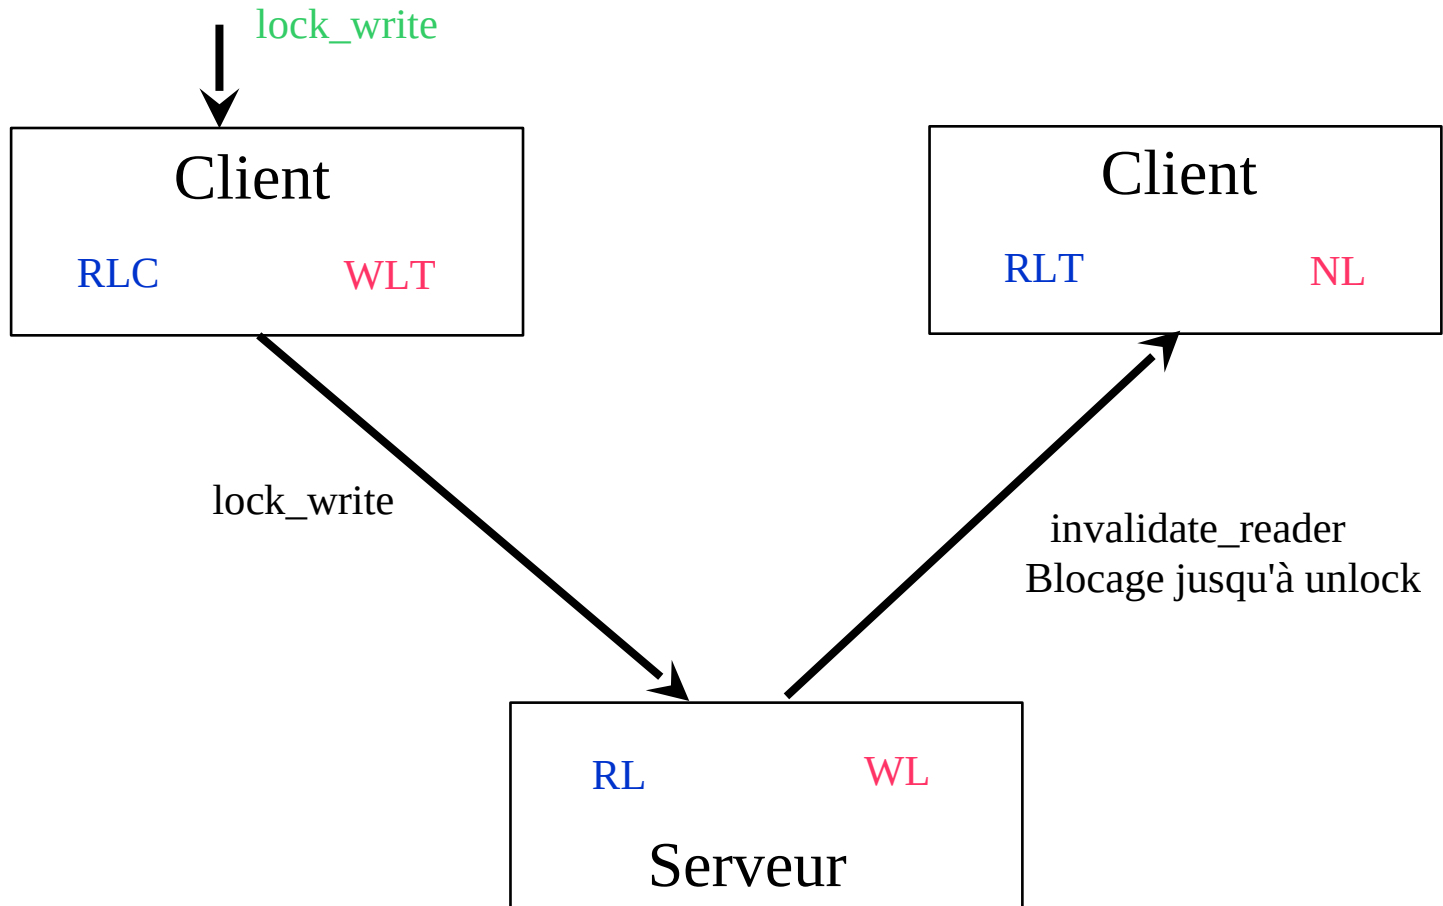 lock_write
Client
Client
RLC
WLT
RLT
NL
lock_write
invalidate_reader
Blocage jusqu'à unlock
RL
WL
Serveur